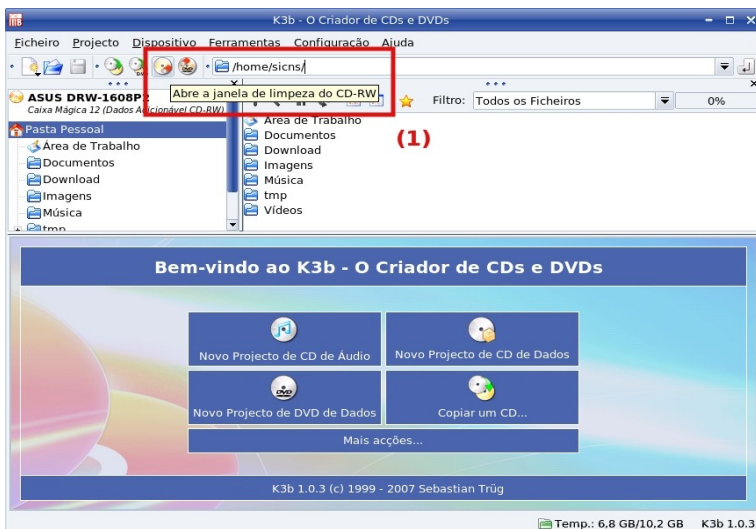 K3b - O Criador de CDs e DVDs
Ficheiro Projecto Dispositivo Ferramentas Configuração Ajuda
/home/sicns/
Abre a janela de limpeza do CD-RW
ASUS DRW-1608P2
Caixa Mágica 12 (Dados Adicionável CD-RW)
Filtro: Todos os Ficheiros 0%
Pasta Pessoal
Área de Trabalho
Documentos
Download
Imagens
Música
tmp
Área de Trabalho
Documentos
Download
Imagens
Música
tmp
Vídeos
(1)
Bem-vindo ao K3b - O Criador de CDs e DVDs
Novo Projecto de CD de Áudio
Novo Projecto de CD de Dados
DVD
Novo Projecto de DVD de Dados
Copiar um CD...
Mais acções...
K3b 1.0.3 (c) 1999 - 2007 Sebastian Trüg
Temp.: 6,8 GB/10,2 GB K3b 1.0.3